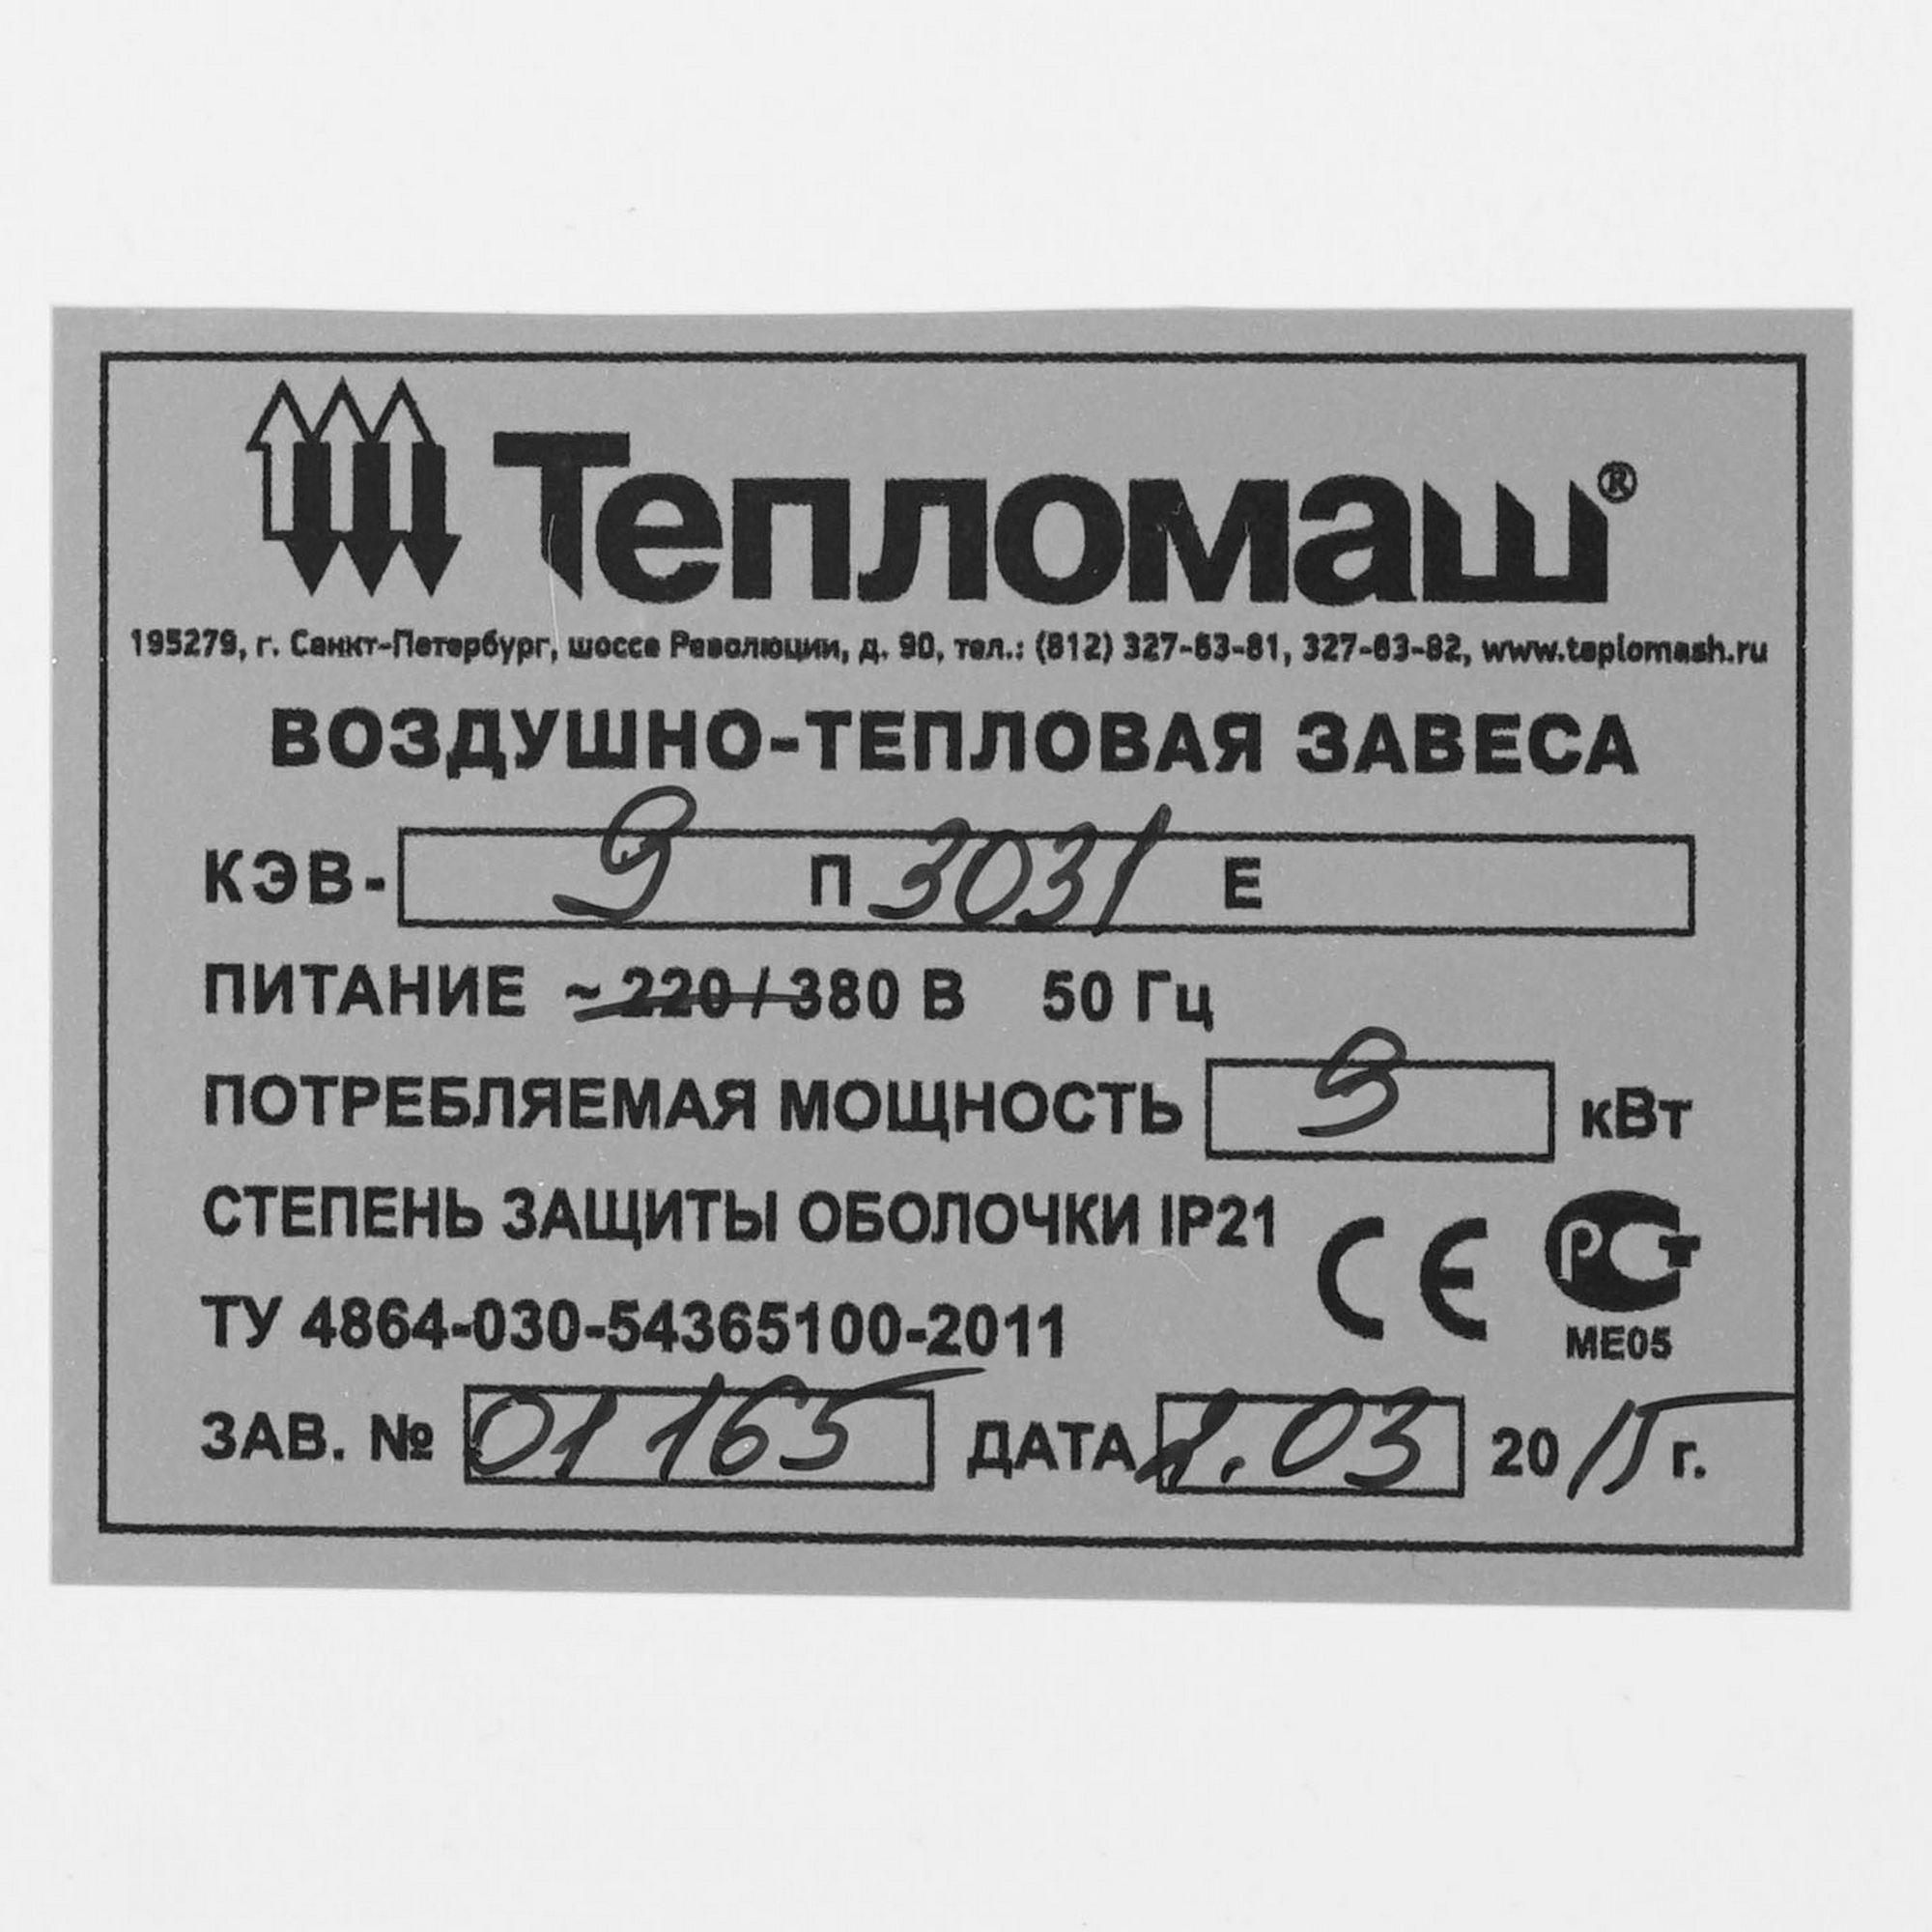 Тепломаш®
195279, г. Санкт-Петербург, шоссе Революции, д. 90, тел.: (812) 327-63-81, 327-63-82, www.teplomash.ru
ВОЗДУШНО-ТЕПЛОВАЯ ЗАВЕСА
КЭВ- 9 П 3031 Е
ПИТАНИЕ ~ 220 / 380 В 50 Гц
ПОТРЕБЛЯЕМАЯ МОЩНОСТЬ 9 кВт
СТЕПЕНЬ ЗАЩИТЫ ОБОЛОЧКИ IP21
CE РСТ
ТУ 4864-030-54365100-2011
МЕ05
ЗАВ. № 01165 ДАТА .03 2015 г.